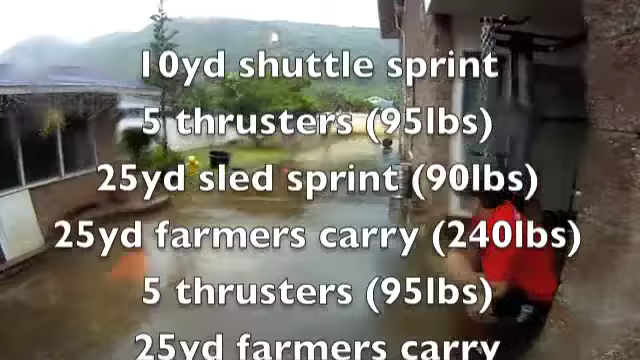 10yd shuttle sprint
5 thrusters (95lbs)
25yd sled sprint (90lbs)
25yd farmers carry (240lbs)
5 thrusters (95lbs)
25yd farmers carry